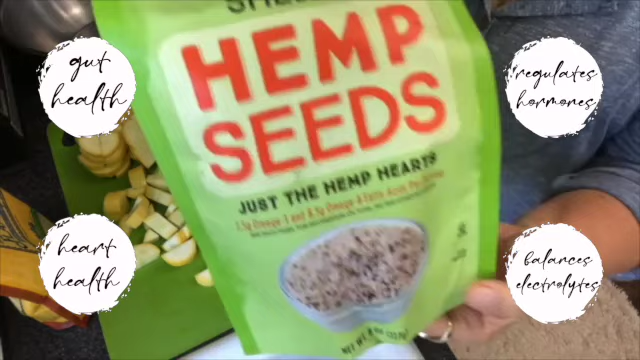 gut
health
regulates
hormones
HEMP
SEEDS
JUST THE HEMP HEARTS
heart
health
balances
electrolytes